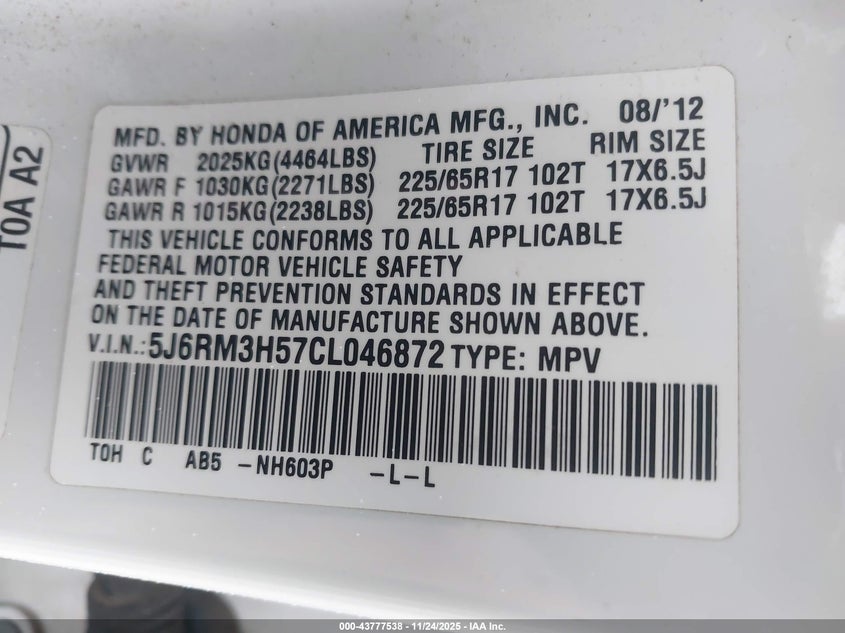 MFD. BY HONDA OF AMERICA MFG., INC. 08/'12
GVWR 2025KG(4464LBS) TIRE SIZE RIM SIZE
GAWR F 1030KG(2271LBS) 225/65R17 102T 17X6.5J
GAWR R 1015KG(2238LBS) 225/65R17 102T 17X6.5J
THIS VEHICLE CONFORMS TO ALL APPLICABLE
FEDERAL MOTOR VEHICLE SAFETY
AND THEFT PREVENTION STANDARDS IN EFFECT
ON THE DATE OF MANUFACTURE SHOWN ABOVE.
V.I.N.: 5J6RM3H57CL046872 TYPE: MPV
TOH C AB5 -NH603P -L-L
TOA A2
000-43777538 - 11/24/2025 - IAA Inc.